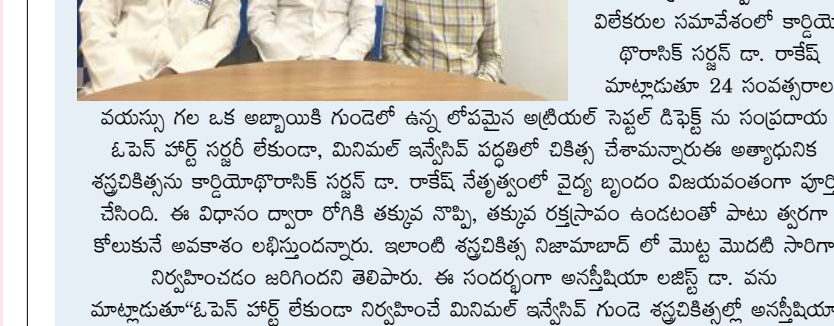 విలేకరుల సమావేశంలో కార్డియో
థొరాసిక్ సర్జన్ డా. రాకేష్
మాట్లాడుతూ 24 సంవత్సరాల
వయస్సు గల ఒక అబ్బాయికి గుండెలో ఉన్న లోపమైన అట్రియల్ సెప్టల్ డిఫెక్ట్ ను సంప్రదాయ
ఓపెన్ హార్ట్ సర్జరీ లేకుండా, మినిమల్ ఇన్వేసివ్ పద్ధతిలో చికిత్స చేశామన్నారుఈ అత్యాధునిక
శస్త్రచికిత్సను కార్డియోథొరాసిక్ సర్జన్ డా. రాకేష్ నేతృత్వంలో వైద్య బృందం విజయవంతంగా పూర్తి
చేసింది. ఈ విధానం ద్వారా రోగికి తక్కువ నొప్పి, తక్కువ రక్తస్రావం ఉండటంతో పాటు త్వరగా
కోలుకునే అవకాశం లభిస్తుందన్నారు. ఇలాంటి శస్త్రచికిత్స నిజామాబాద్ లో మొట్ట మొదటి సారిగా
నిర్వహించడం జరిగిందని తెలిపారు. ఈ సందర్భంగా అనస్తీషియా లజిస్ట్ డా. వను
మాట్లాడుతూ“ఓపెన్ హార్ట్ లేకుండా నిర్వహించే మినిమల్ ఇన్వేసివ్ గుండె శస్త్రచికిత్సల్లో అనస్తీషియా